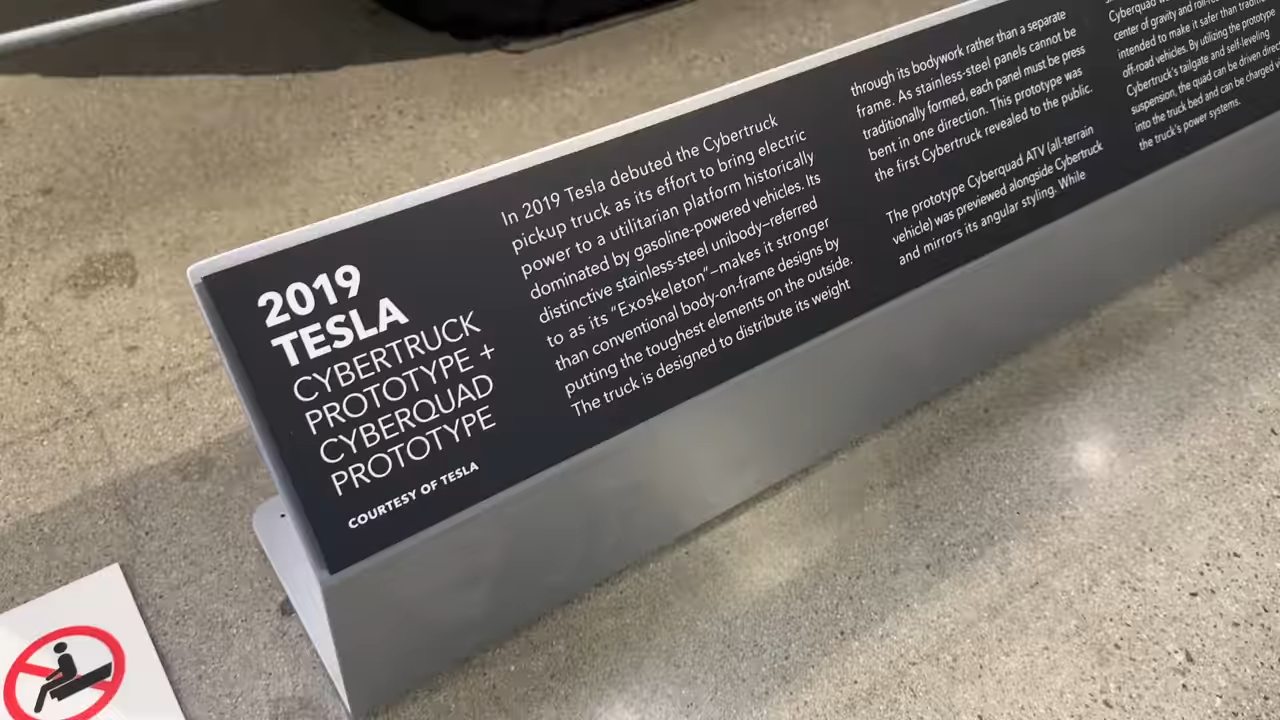 2019
TESLA
CYBERTRUCK
PROTOTYPE +
CYBERQUAD
PROTOTYPE
COURTESY OF TESLA
In 2019 Tesla debuted the Cybertruck
pickup truck as its effort to bring electric
power to a utilitarian platform historically
dominated by gasoline-powered vehicles. Its
distinctive stainless-steel unibody—referred
to as its "Exoskeleton"—makes it stronger
than conventional body-on-frame designs by
putting the toughest elements on the outside.
The truck is designed to distribute its weight
through its bodywork rather than a separate
frame. As stainless-steel panels cannot be
traditionally formed, each panel must be press
bent in one direction. This prototype was
the first Cybertruck revealed to the public.
The prototype Cyberquad ATV (all-terrain
vehicle) was previewed alongside Cybertruck
and mirrors its angular styling. While
Cyberquad
center of gravity and
intended to make it safer than
off-road vehicles. By utilizing the prototype
Cybertruck's tailgate and self-leveling
suspension, the quad can be driven
into the truck bed and can be charged
the truck's power systems.